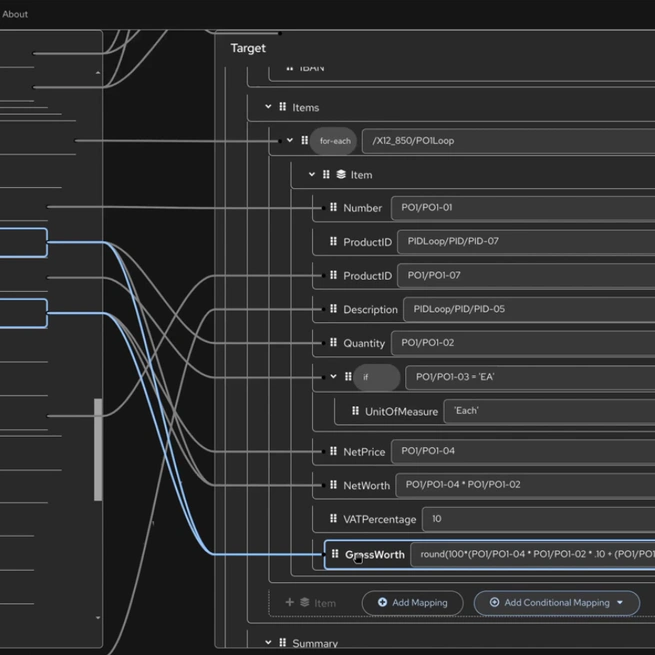 About
Target
IBAN
Items
for-each /X12_850/PO1Loop
Item
Number PO1/PO1-01
ProductID PIDLoop/PID/PID-07
ProductID PO1/PO1-07
Description PIDLoop/PID/PID-05
Quantity PO1/PO1-02
if PO1/PO1-03 = 'EA'
UnitOfMeasure 'Each'
NetPrice PO1/PO1-04
NetWorth PO1/PO1-04 * PO1/PO1-02
VATPercentage 10
GrossWorth round(100*(PO1/PO1-04 * PO1/PO1-02 * .10 + (PO1/PO1
Item Add Mapping Add Conditional Mapping
Summary